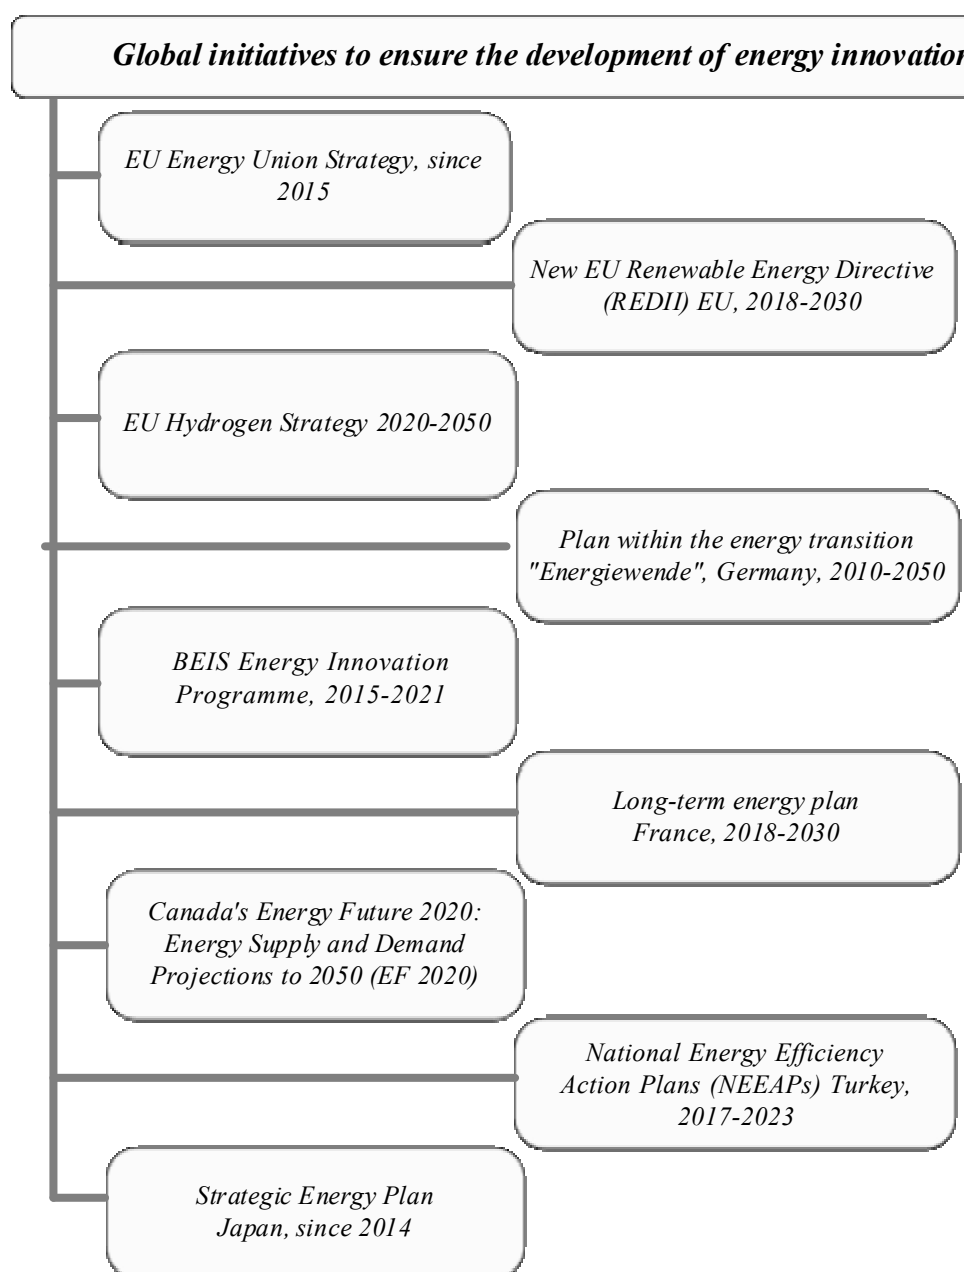 Global initiatives to ensure the development of energy innovation
EU Energy Union Strategy, since
2015
New EU Renewable Energy Directive
(REDII) EU, 2018-2030
EU Hydrogen Strategy 2020-2050
Plan within the energy transition
"Energiewende", Germany, 2010-2050
BEIS Energy Innovation
Programme, 2015-2021
Long-term energy plan
France, 2018-2030
Canada's Energy Future 2020:
Energy Supply and Demand
Projections to 2050 (EF 2020)
National Energy Efficiency
Action Plans (NEEAPs) Turkey,
2017-2023
Strategic Energy Plan
Japan, since 2014